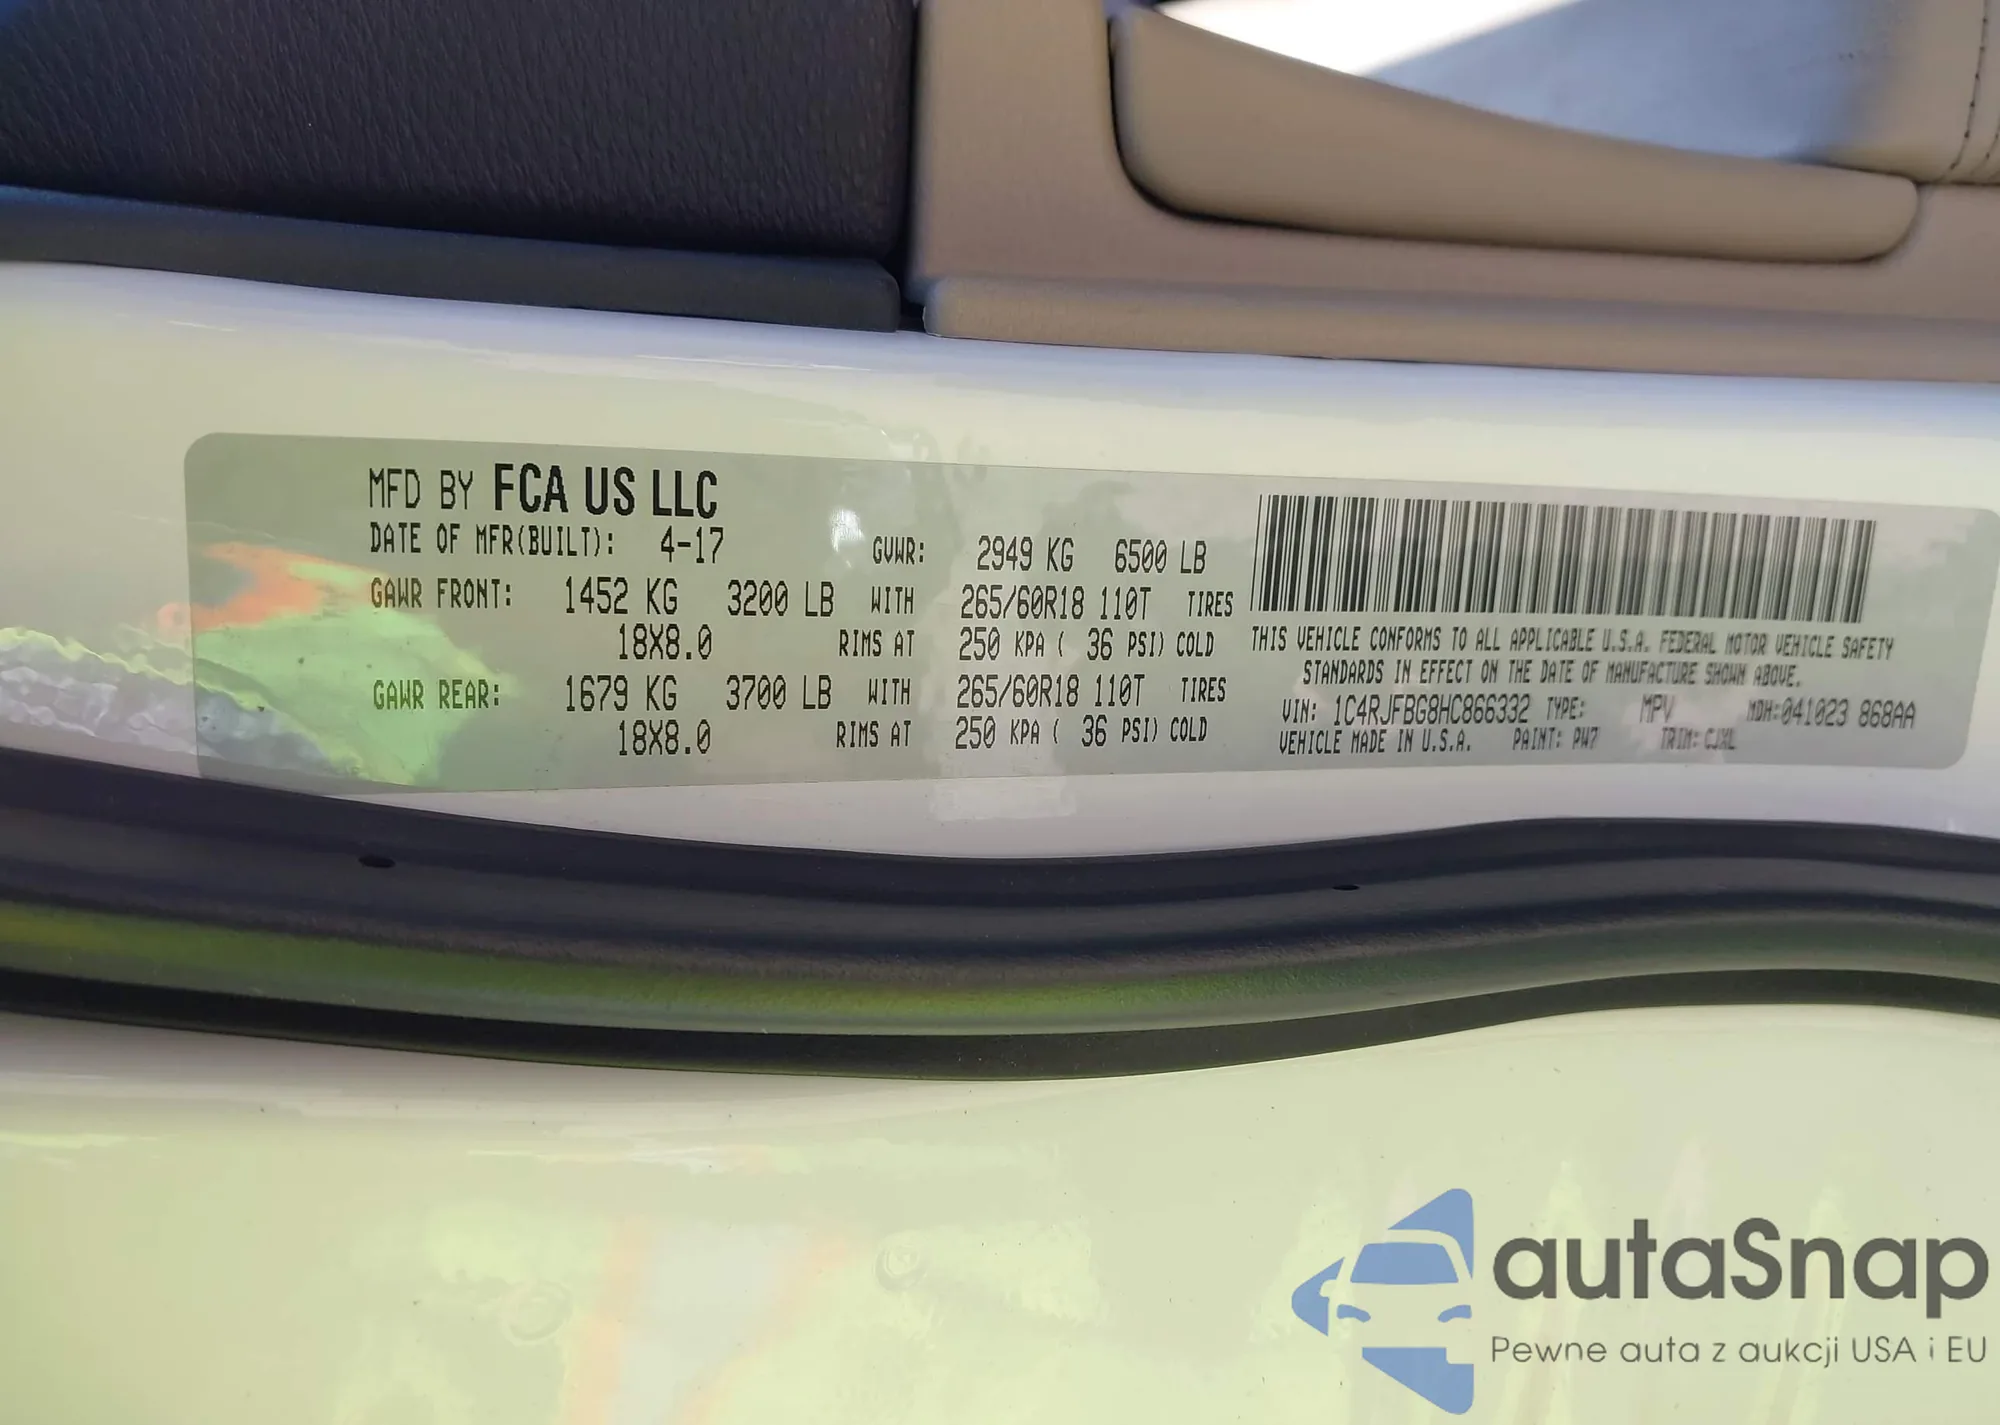 MFD BY FCA US LLC
DATE OF MFR(BUILT): 4-17 GVWR: 2949 KG 6500 LB
GAWR FRONT: 1452 KG 3200 LB WITH 265/60R18 110T TIRES
18X8.0 RIMS AT 250 KPA ( 36 PSI) COLD
GAWR REAR: 1679 KG 3700 LB WITH 265/60R18 110T TIRES
18X8.0 RIMS AT 250 KPA ( 36 PSI) COLD
THIS VEHICLE CONFORMS TO ALL APPLICABLE U.S.A. FEDERAL MOTOR VEHICLE SAFETY
STANDARDS IN EFFECT ON THE DATE OF MANUFACTURE SHOWN ABOVE.
VIN: 1C4RJFBG8HC866332 TYPE: MPV MDH:041023 868AA
VEHICLE MADE IN U.S.A. PAINT: PW7 TRIM: CJXL
autaSnap
Pewne auta z aukcji USA i EU